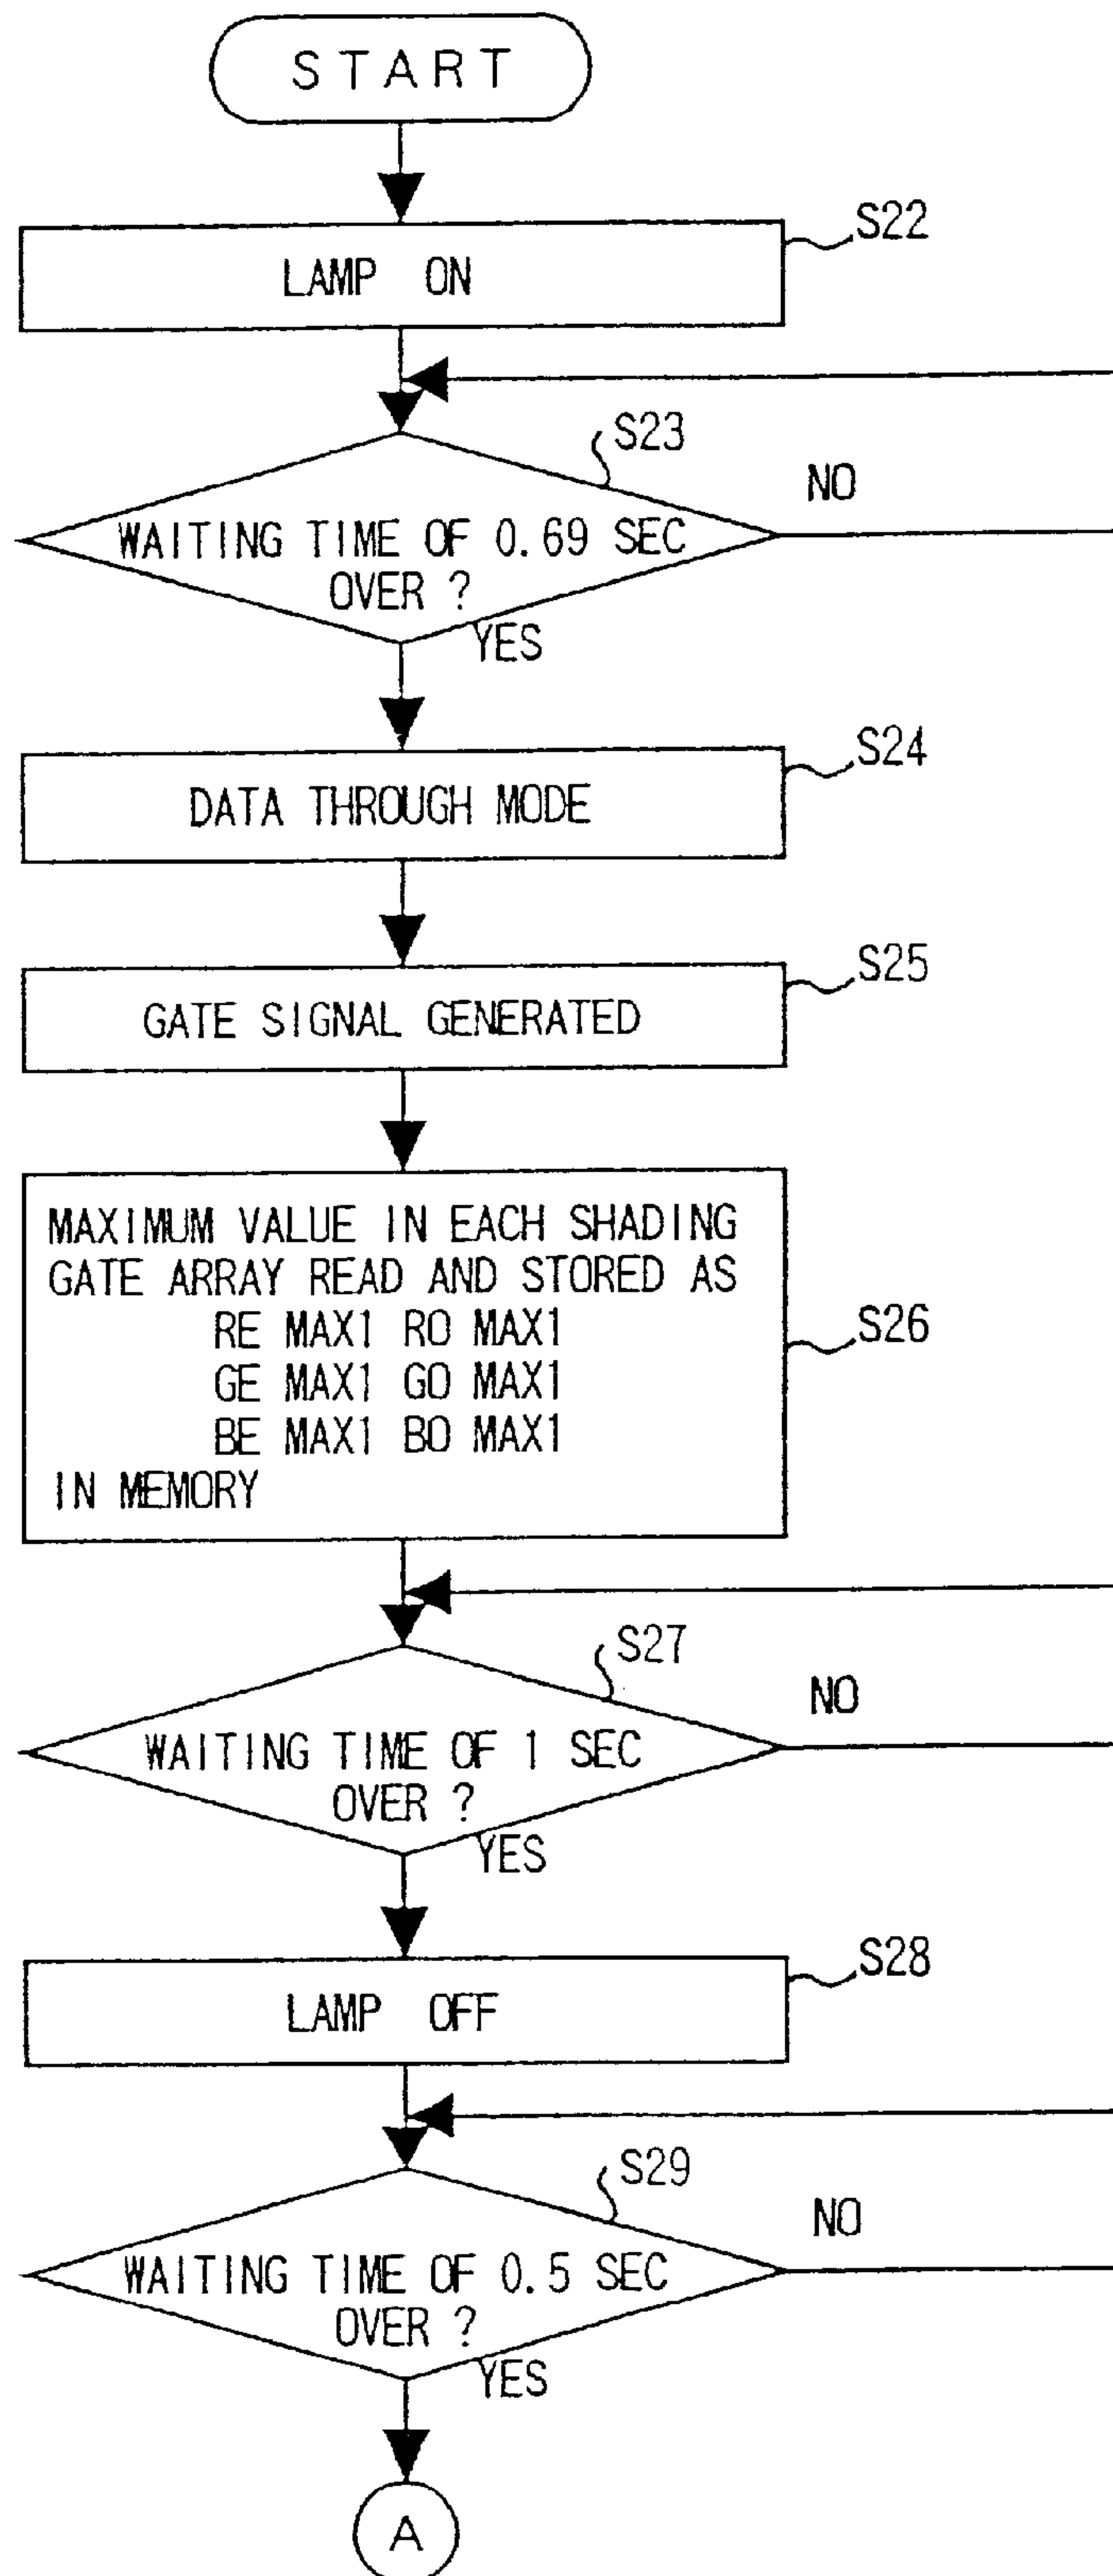 START
S22
LAMP ON
S23
NO
WAITING TIME OF 0.69 SEC
OVER ?
YES
S24
DATA THROUGH MODE
S25
GATE SIGNAL GENERATED
MAXIMUM VALUE IN EACH SHADING
GATE ARRAY READ AND STORED AS
RE MAX1 RO MAX1
S26
GE MAX1 GO MAX1
BE MAX1 BO MAX1
IN MEMORY
S27
NO
WAITING TIME OF 1 SEC
OVER ?
YES
S28
LAMP OFF
S29
NO
WAITING TIME OF 0.5 SEC
OVER ?
YES
A